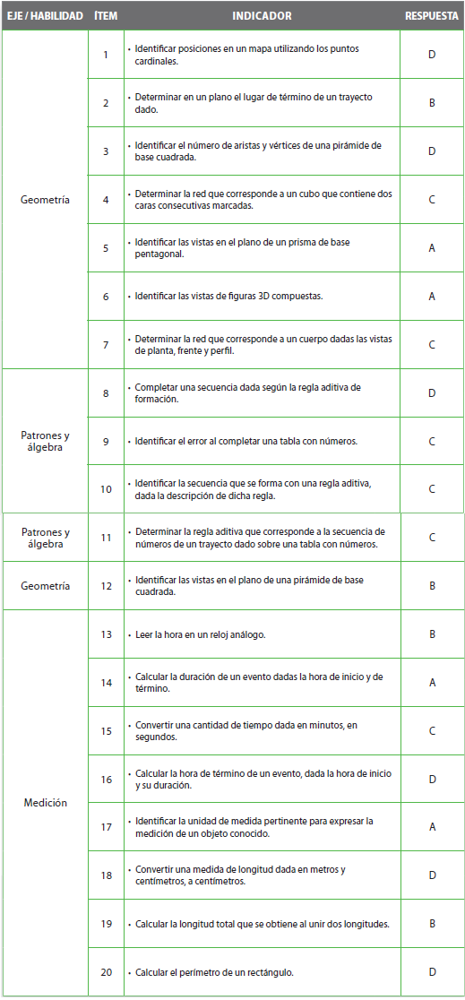 EJE / HABILIDAD ÍTEM INDICADOR RESPUESTA
Geometría
1 • Identificar posiciones en un mapa utilizando los puntos
cardinales. D
2 • Determinar en un plano el lugar de término de un trayecto
dado. B
3 • Identificar el número de aristas y vértices de una pirámide de
base cuadrada. D
4 • Determinar la red que corresponde a un cubo que contiene dos
caras consecutivas marcadas. C
5 • Identificar las vistas en el plano de un prisma de base
pentagonal. A
6 • Identificar las vistas de figuras 3D compuestas. A
7 • Determinar la red que corresponde a un cuerpo dadas las vistas
de planta, frente y perfil. C
Patrones y
álgebra
8 • Completar una secuencia dada según la regla aditiva de
formación. D
9 • Identificar el error al completar una tabla con números. C
10 • Identificar la secuencia que se forma con una regla aditiva,
dada la descripción de dicha regla. C
Patrones y
álgebra
11 • Determinar la regla aditiva que corresponde a la secuencia de
números de un trayecto dado sobre una tabla con números. C
Geometría
12 • Identificar las vistas en el plano de una pirámide de base
cuadrada. B
Medición
13 • Leer la hora en un reloj análogo. B
14 • Calcular la duración de un evento dadas la hora de inicio y de
término. A
15 • Convertir una cantidad de tiempo dada en minutos, en
segundos. C
16 • Calcular la hora de término de un evento, dada la hora de inicio
y su duración. D
17 • Identificar la unidad de medida pertinente para expresar la
medición de un objeto conocido. A
18 • Convertir una medida de longitud dada en metros y
centímetros, a centímetros. D
19 • Calcular la longitud total que se obtiene al unir dos longitudes. B
20 • Calcular el perímetro de un rectángulo. D